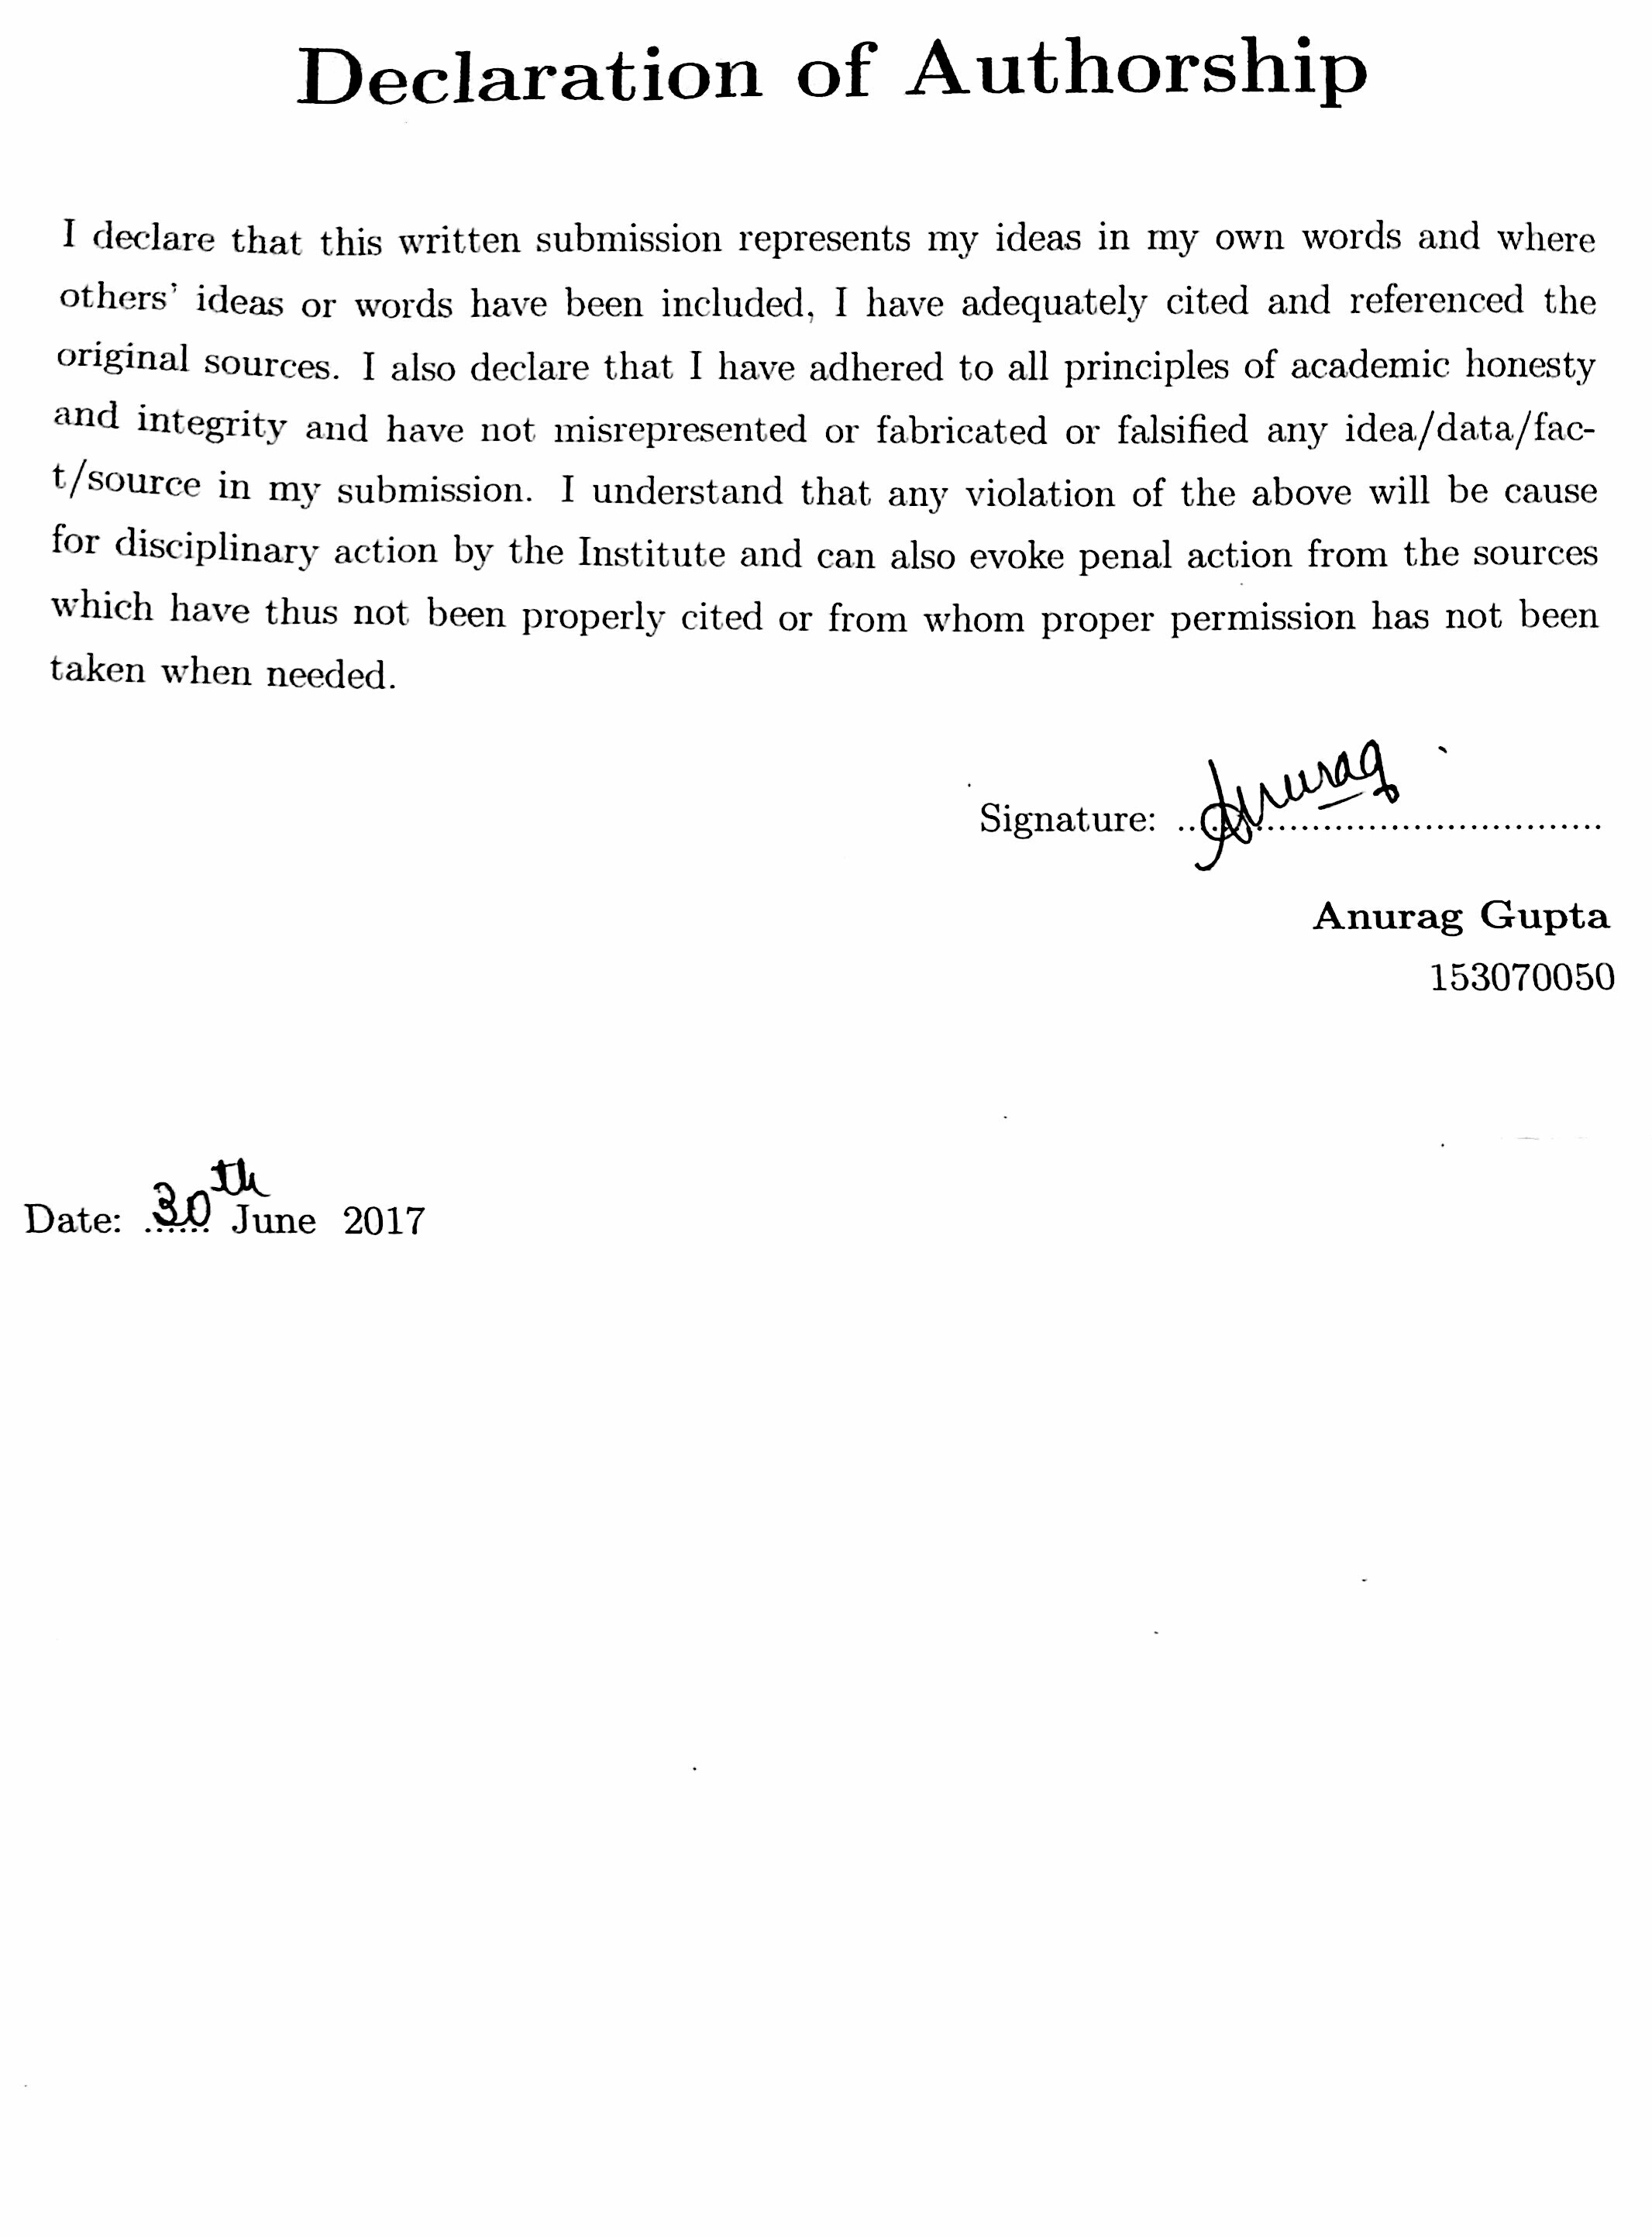 Declaration of Authorship
I declare that this written submission represents my ideas in my own words and where
others' ideas or words have been included, I have adequately cited and referenced the
original sources. I also declare that I have adhered to all principles of academic honesty
and integrity and have not misrepresented or fabricated or falsified any idea/data/fac-
t/source in my submission. I understand that any violation of the above will be cause
for disciplinary action by the Institute and can also evoke penal action from the sources
which have thus not been properly cited or from whom proper permission has not been
taken when needed.
Signature: ..Anurag................................
Anurag Gupta
153070050
Date: 30th June 2017